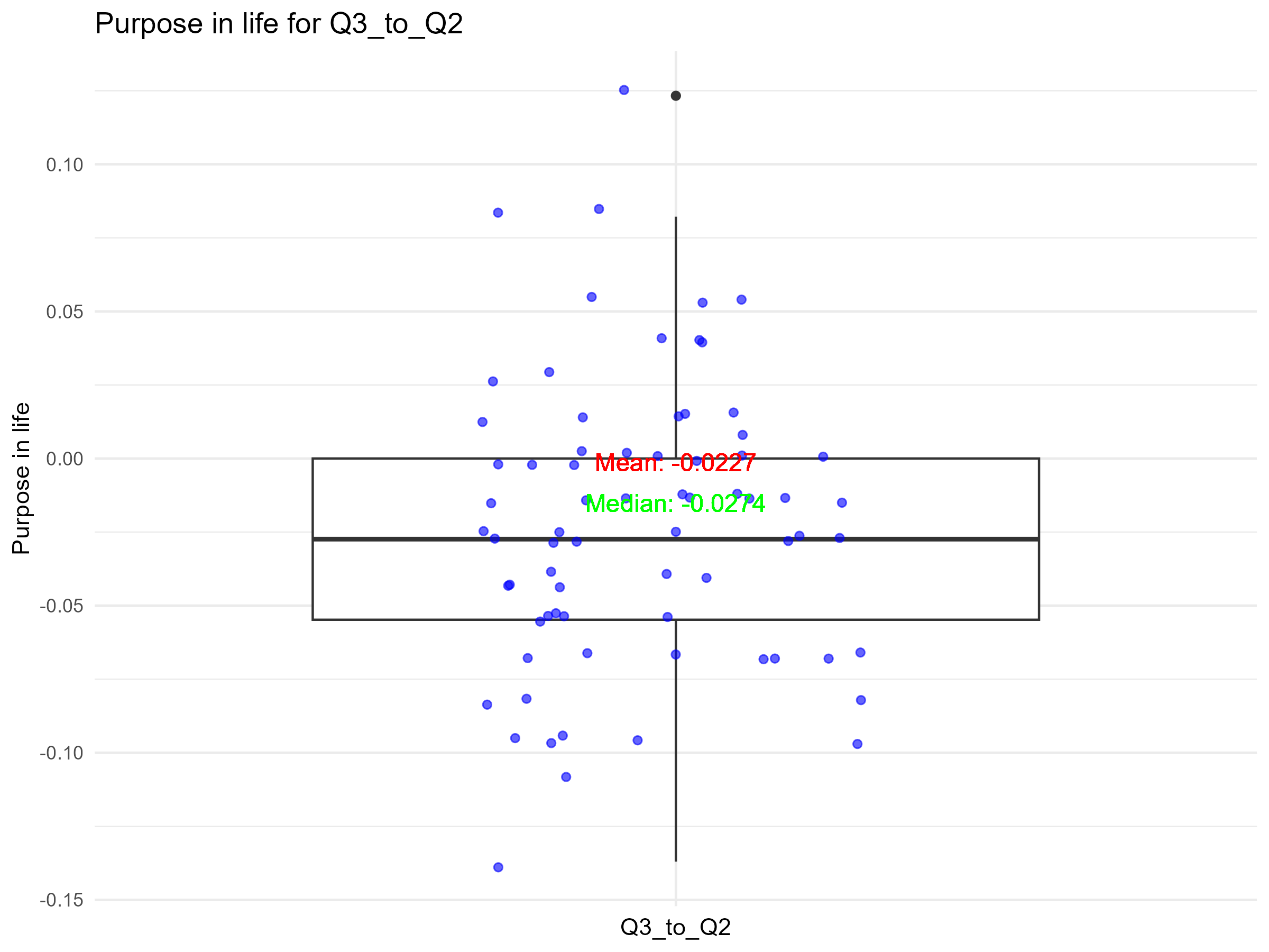 Purpose in life for Q3_to_Q2
0.10
0.05
0.00
-0.05
-0.10
-0.15
Purpose in life
Mean: -0.0227
Median: -0.0274
Q3_to_Q2